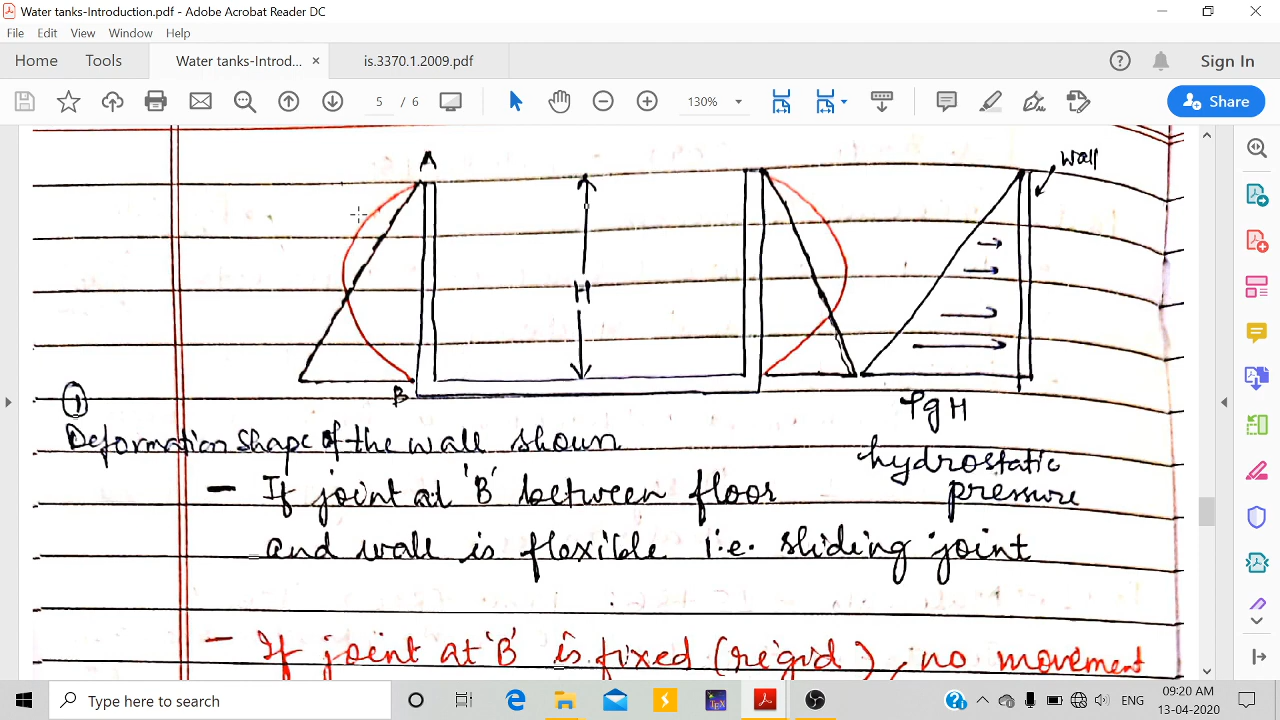 Water tanks-Introduction.pdf - Adobe Acrobat Reader DC
File Edit View Window Help
Home Tools Water tanks-Introd... × is.3370.1.2009.pdf Sign In
5 / 6 130% Share
A wall
H
B
ρgH
①
Deformation shape of the wall shown
hydrostatic
pressure
- If joint at 'B' between floor
and wall is flexible i.e. sliding joint
- If joint at 'B' is fixed (rigid), no movement
Type here to search
ENG 09:20 AM
13-04-2020